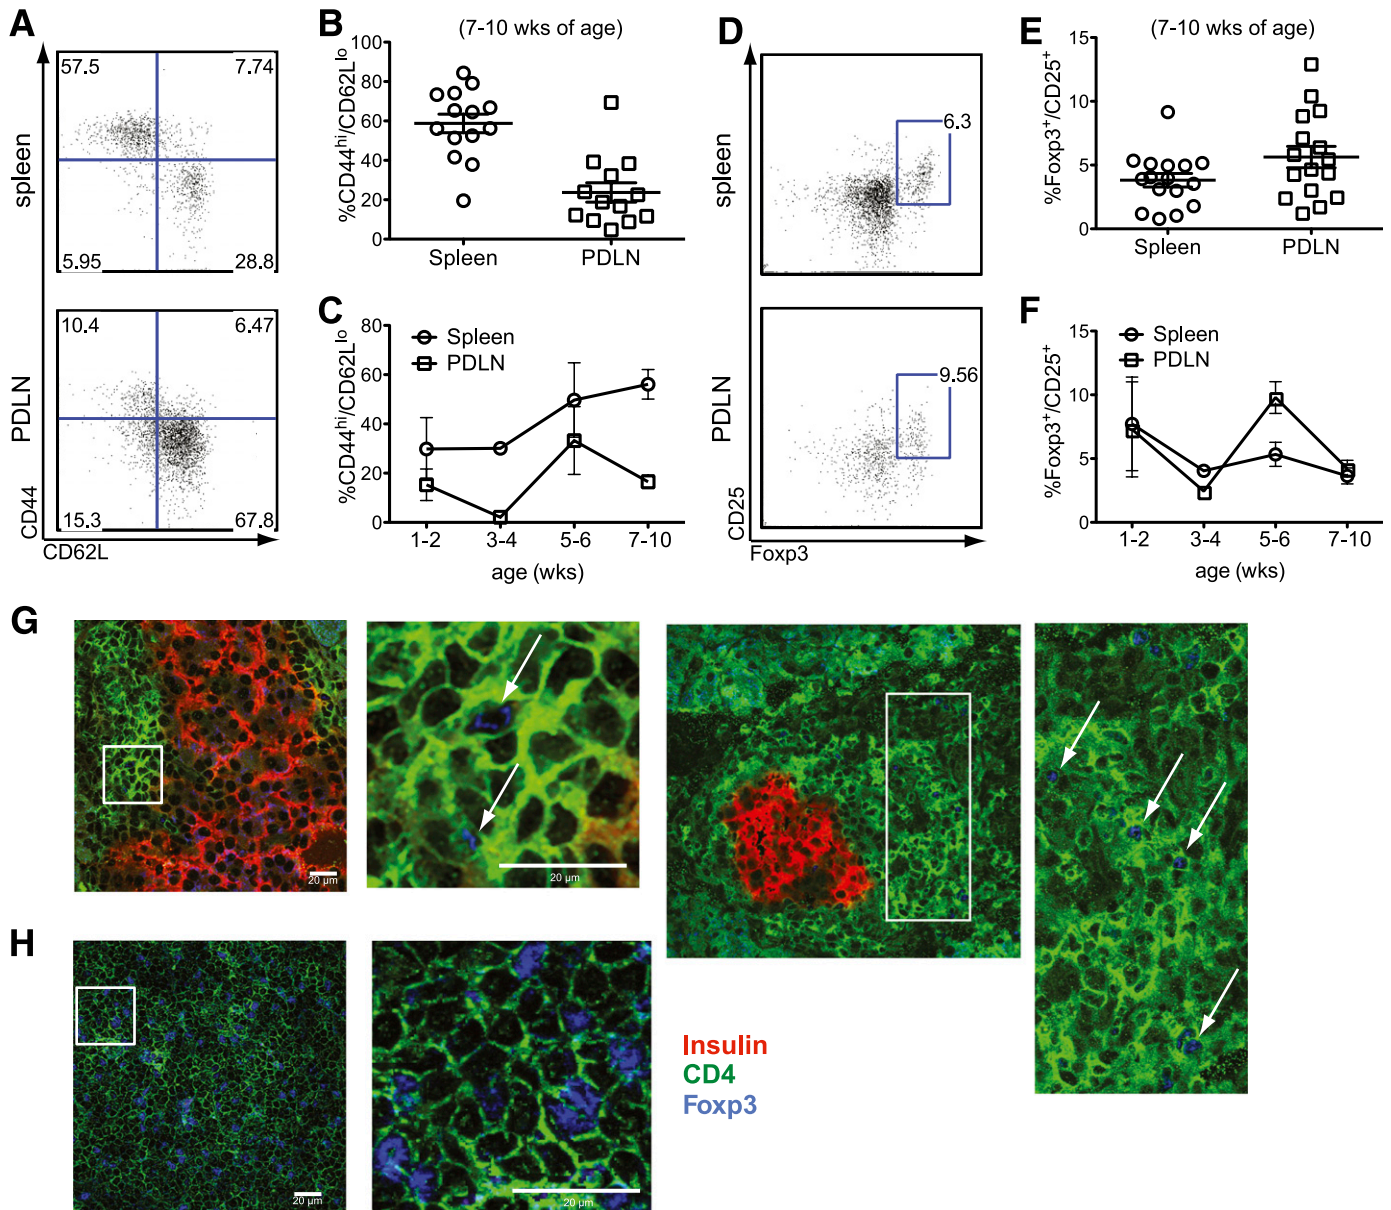 A
57.5
7.74
spleen
5.95
28.8
10.4
6.47
PDLN
15.3
67.8
CD44
CD62L
B
(7-10 wks of age)
%CD44hi/CD62Llo
100
80
60
40
20
0
Spleen
PDLN
C
%CD44hi/CD62Llo
80
60
40
20
0
Spleen
PDLN
1-2
3-4
5-6
7-10
age (wks)
D
spleen
6.3
PDLN
9.56
CD25
Foxp3
E
(7-10 wks of age)
%Foxp3+/CD25+
15
10
5
0
Spleen
PDLN
F
%Foxp3+/CD25+
15
10
5
0
Spleen
PDLN
1-2
3-4
5-6
7-10
age (wks)
G
20 µm
20 µm
H
20 µm
20 µm
Insulin
CD4
Foxp3